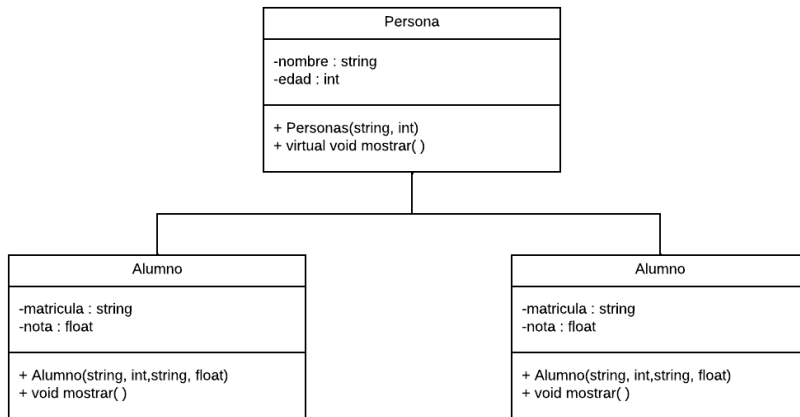 Persona
-nombre : string
-edad : int
+ Personas(string, int)
+ virtual void mostrar( )
Alumno
-matricula : string
-nota : float
+ Alumno(string, int,string, float)
+ void mostrar( )
Alumno
-matricula : string
-nota : float
+ Alumno(string, int,string, float)
+ void mostrar( )